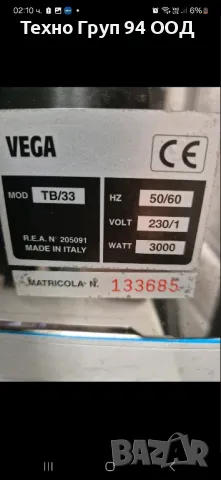 02:10 ч.
6%
Техно Груп 94 ООД
VEGA
CE
MOD TB/33
HZ 50/60
VOLT 230/1
WATT 3000
R.E.A. N° 205091
MADE IN ITALY
MATRICOLA N. 133685
БАЗАР